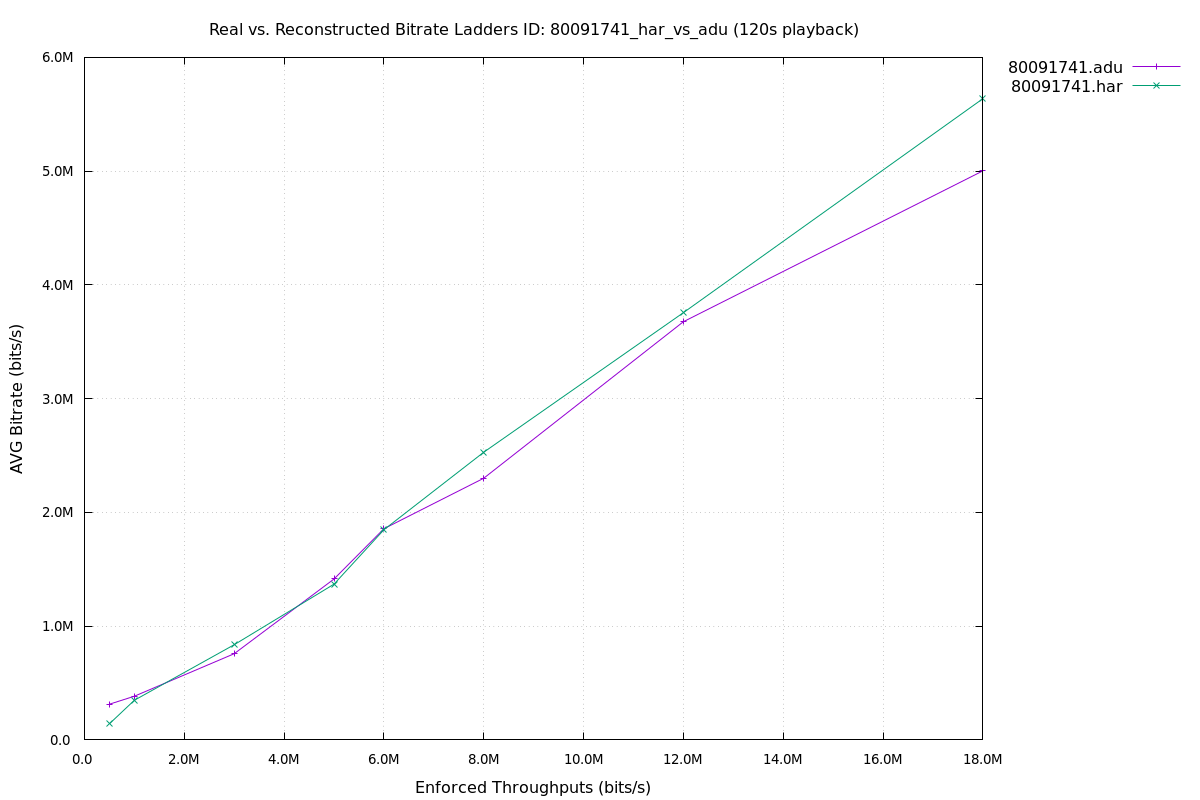 Real vs. Reconstructed Bitrate Ladders ID: 80091741_har_vs_adu (120s playback)
80091741.adu
80091741.har
6.0M
5.0M
4.0M
3.0M
2.0M
1.0M
0.0
AVG Bitrate (bits/s)
0.0 2.0M 4.0M 6.0M 8.0M 10.0M 12.0M 14.0M 16.0M 18.0M
Enforced Throughputs (bits/s)